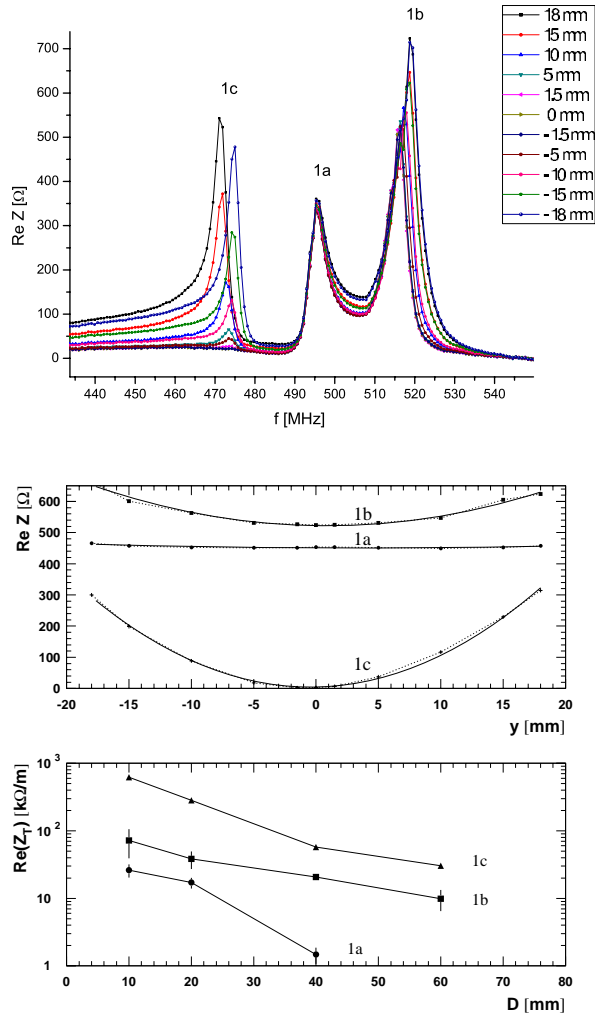 18 mm
15 mm
10 mm
5 mm
1.5 mm
0 mm
-1.5 mm
-5 mm
-10 mm
-15 mm
-18 mm
1b
1c
1a
Re Z [Ω]
700
600
500
400
300
200
100
0
440 450 460 470 480 490 500 510 520 530 540
f [MHz]
Re Z [Ω]
600
500
400
300
200
100
0
1b
1a
1c
-20 -15 -10 -5 0 5 10 15 20
y [mm]
Re(Z_T) [kΩ/m]
10^3
10^2
10
1
1c
1b
1a
0 10 20 30 40 50 60 70 80
D [mm]